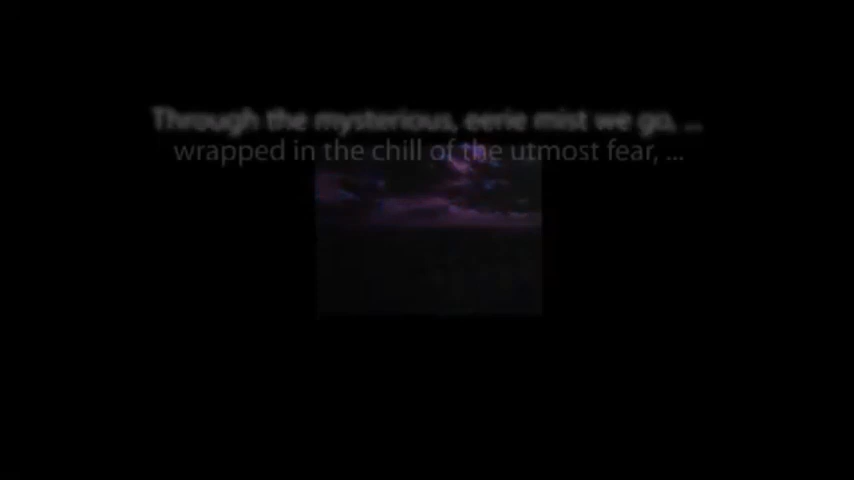 Through the mysterious, eerie mist we go, ...
wrapped in the chill of the utmost fear, ...